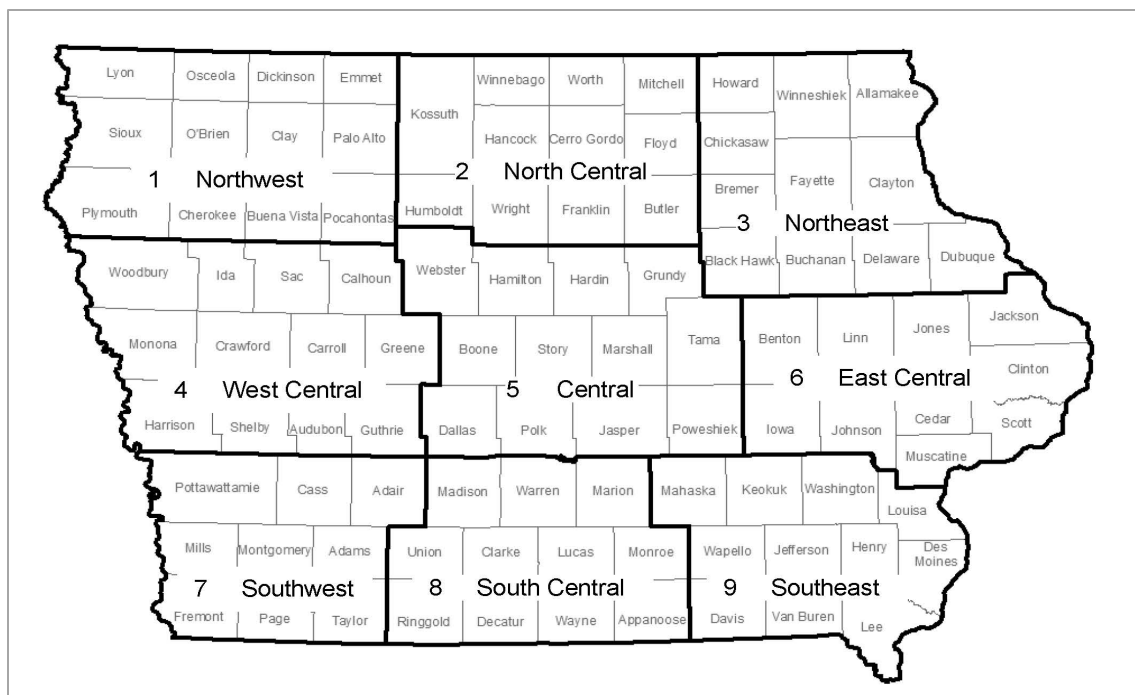 Lyon Osceola Dickinson Emmet Winnebago Worth Mitchell Howard Winneshiek Allamakee
Kossuth
Sioux O'Brien Clay Palo Alto Hancock Cerro Gordo Floyd Chickasaw
1 Northwest 2 North Central Bremer Fayette Clayton
Plymouth Cherokee Buena Vista Pocahontas Humboldt Wright Franklin Butler
3 Northeast
Woodbury Ida Sac Calhoun Webster Hamilton Hardin Grundy Black Hawk Buchanan Delaware Dubuque
Jackson
Monona Crawford Carroll Greene Boone Story Marshall Tama Benton Linn Jones
Clinton
4 West Central 5 Central 6 East Central
Harrison Shelby Audubon Guthrie Dallas Polk Jasper Poweshiek Iowa Johnson Cedar Scott
Muscatine
Pottawattamie Cass Adair Madison Warren Marion Mahaska Keokuk Washington
Louisa
Mills Montgomery Adams Union Clarke Lucas Monroe Wapello Jefferson Henry Des
Moines
7 Southwest 8 South Central 9 Southeast
Fremont Page Taylor Ringgold Decatur Wayne Appanoose Davis Van Buren Lee